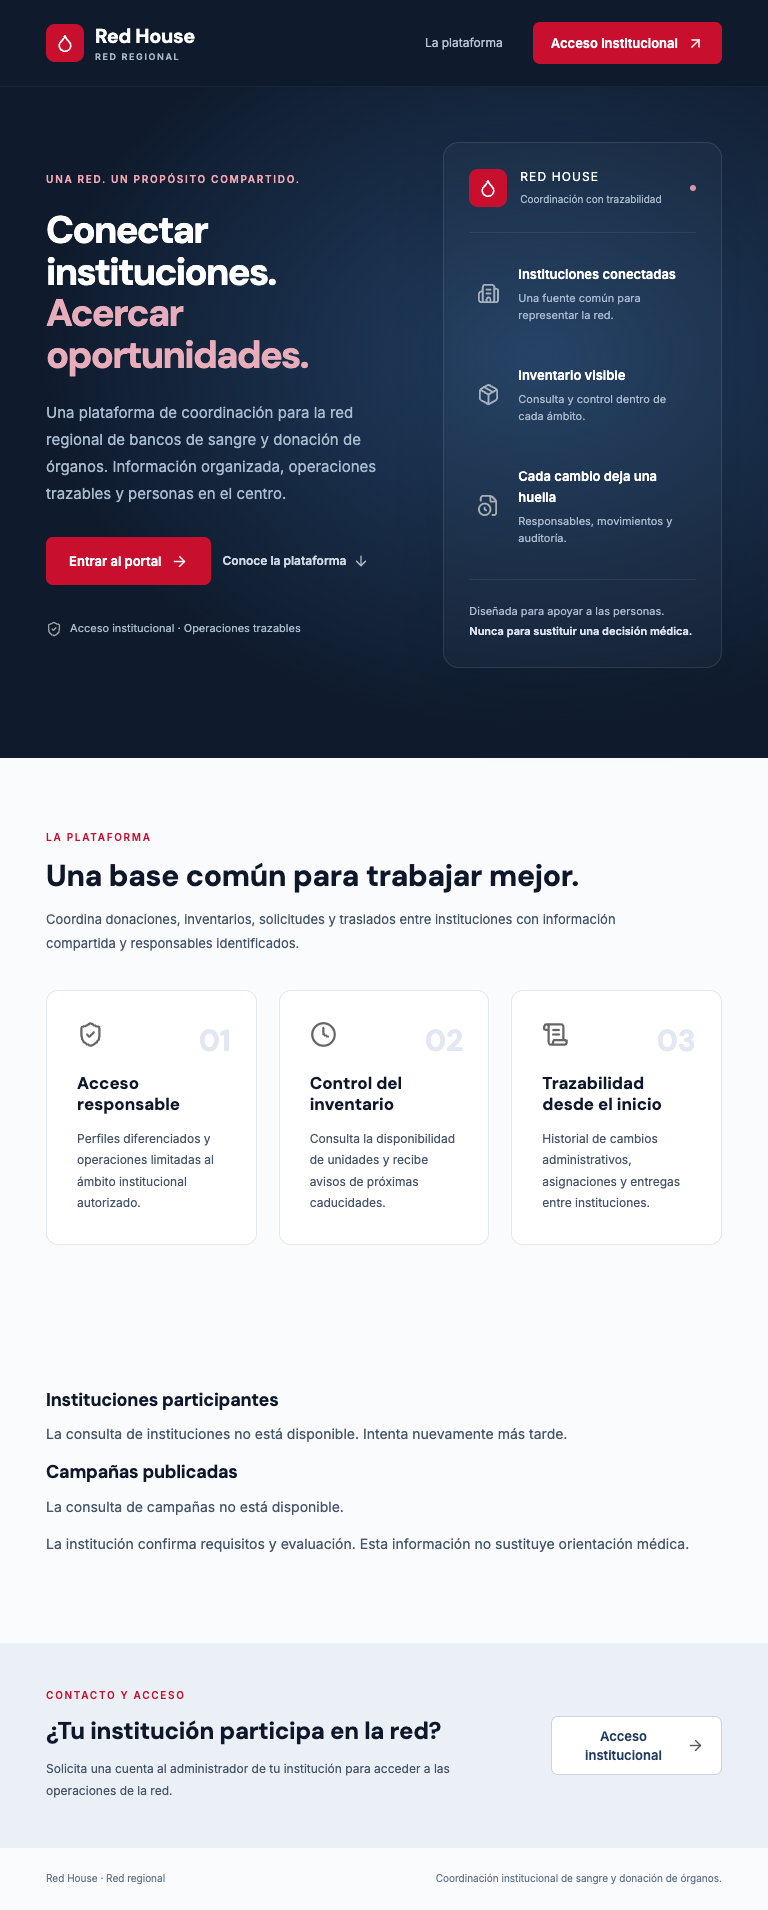 Red House
RED REGIONAL
La plataforma
Acceso institucional
UNA RED. UN PROPÓSITO COMPARTIDO.
Conectar
instituciones.
Acercar
oportunidades.
Una plataforma de coordinación para la red
regional de bancos de sangre y donación de
órganos. Información organizada, operaciones
trazables y personas en el centro.
Entrar al portal
Conoce la plataforma
Acceso institucional · Operaciones trazables
RED HOUSE
Coordinación con trazabilidad
Instituciones conectadas
Una fuente común para
representar la red.
Inventario visible
Consulta y control dentro de
cada ámbito.
Cada cambio deja una
huella
Responsables, movimientos y
auditoría.
Diseñada para apoyar a las personas.
Nunca para sustituir una decisión médica.
LA PLATAFORMA
Una base común para trabajar mejor.
Coordina donaciones, inventarios, solicitudes y traslados entre instituciones con información
compartida y responsables identificados.
01
Acceso
responsable
Perfiles diferenciados y
operaciones limitadas al
ámbito institucional
autorizado.
02
Control del
inventario
Consulta la disponibilidad
de unidades y recibe
avisos de próximas
caducidades.
03
Trazabilidad
desde el inicio
Historial de cambios
administrativos,
asignaciones y entregas
entre instituciones.
Instituciones participantes
La consulta de instituciones no está disponible. Intenta nuevamente más tarde.
Campañas publicadas
La consulta de campañas no está disponible.
La institución confirma requisitos y evaluación. Esta información no sustituye orientación médica.
CONTACTO Y ACCESO
¿Tu institución participa en la red?
Solicita una cuenta al administrador de tu institución para acceder a las
operaciones de la red.
Acceso
institucional
Red House · Red regional
Coordinación institucional de sangre y donación de órganos.